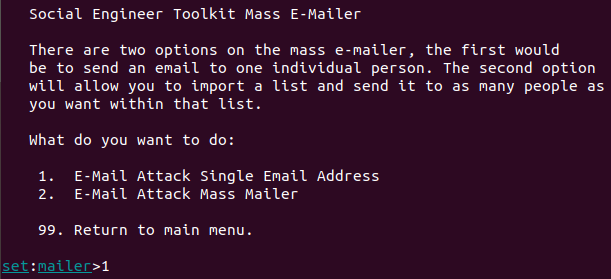 Social Engineer Toolkit Mass E-Mailer
There are two options on the mass e-mailer, the first would
be to send an email to one individual person. The second option
will allow you to import a list and send it to as many people as
you want within that list.
What do you want to do:
1. E-Mail Attack Single Email Address
2. E-Mail Attack Mass Mailer
99. Return to main menu.
set:mailer>1